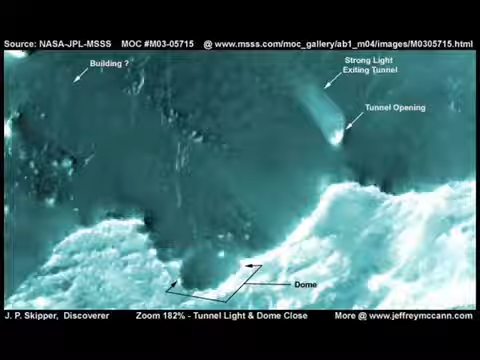 Source: NASA-JPL-MSSS MOC #M03-05715 @ www.msss.com/moc_gallery/ab1_m04/images/M0305715.html
Building ?
Strong Light
Exiting Tunnel
Tunnel Opening
Dome
J. P. Skipper, Discoverer Zoom 182% - Tunnel Light & Dome Close More @ www.jeffreymccann.com